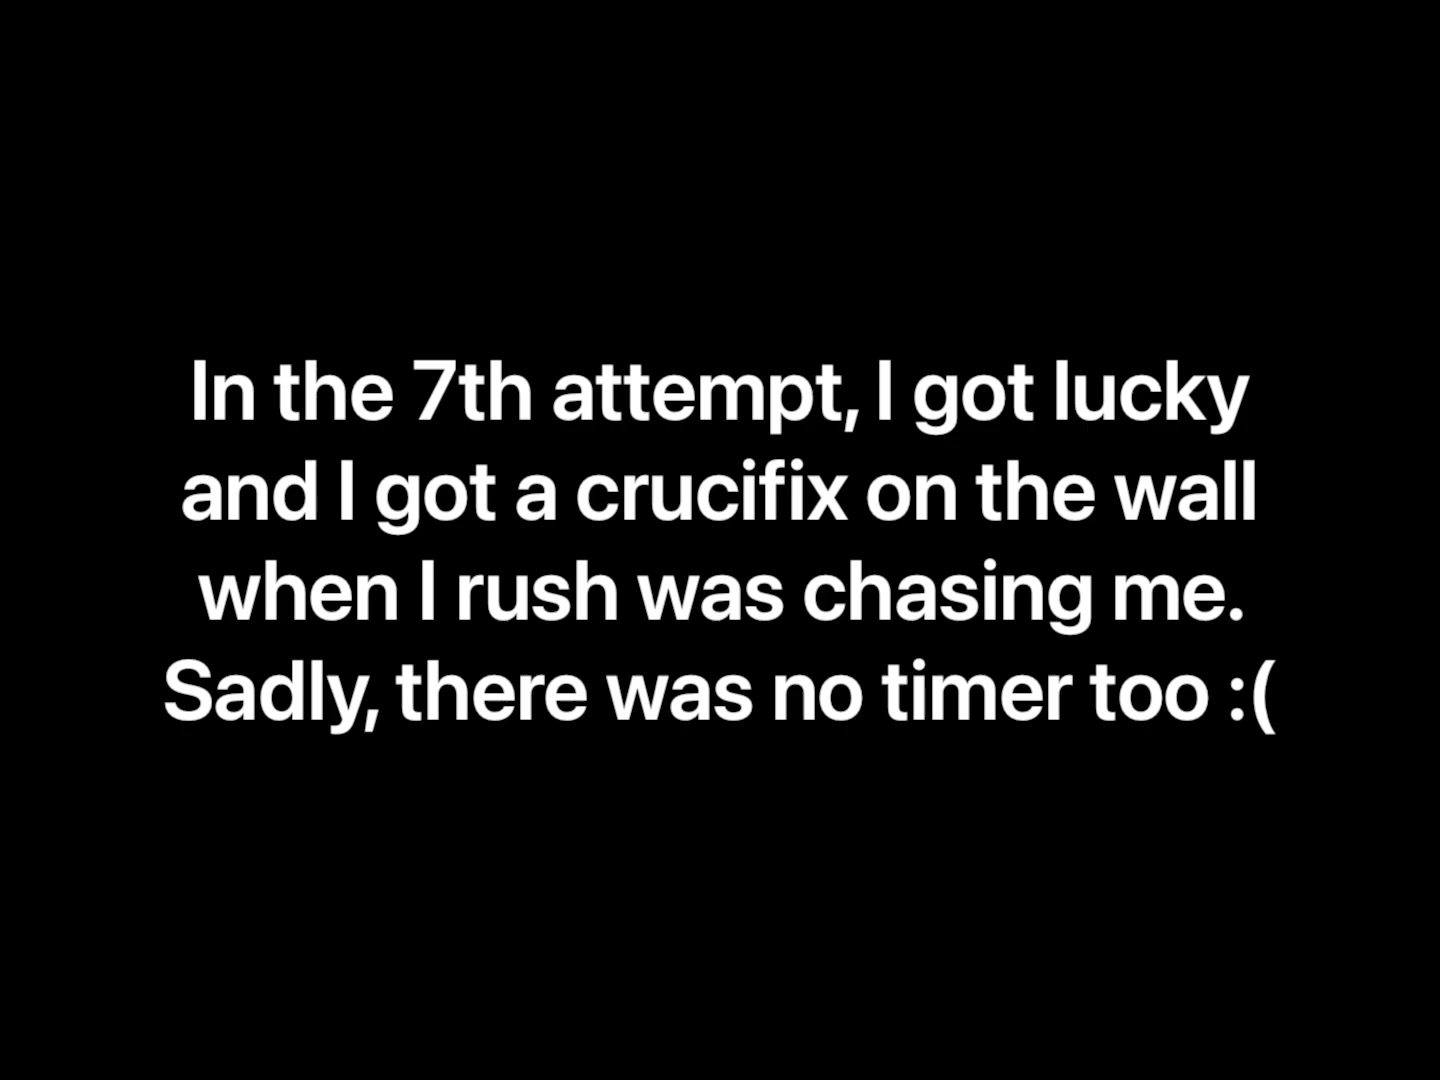 In the 7th attempt, I got lucky
and I got a crucifix on the wall
when I rush was chasing me.
Sadly, there was no timer too :(